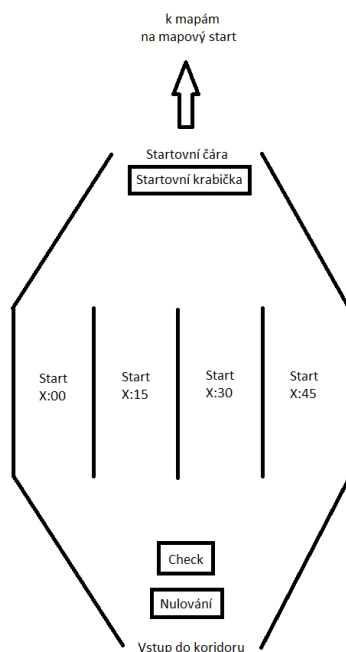 k mapám
na mapový start
Startovní čára
Startovní krabička
Start
X:00
Start
X:15
Start
X:30
Start
X:45
Check
Nulování
Vstup do koridoru